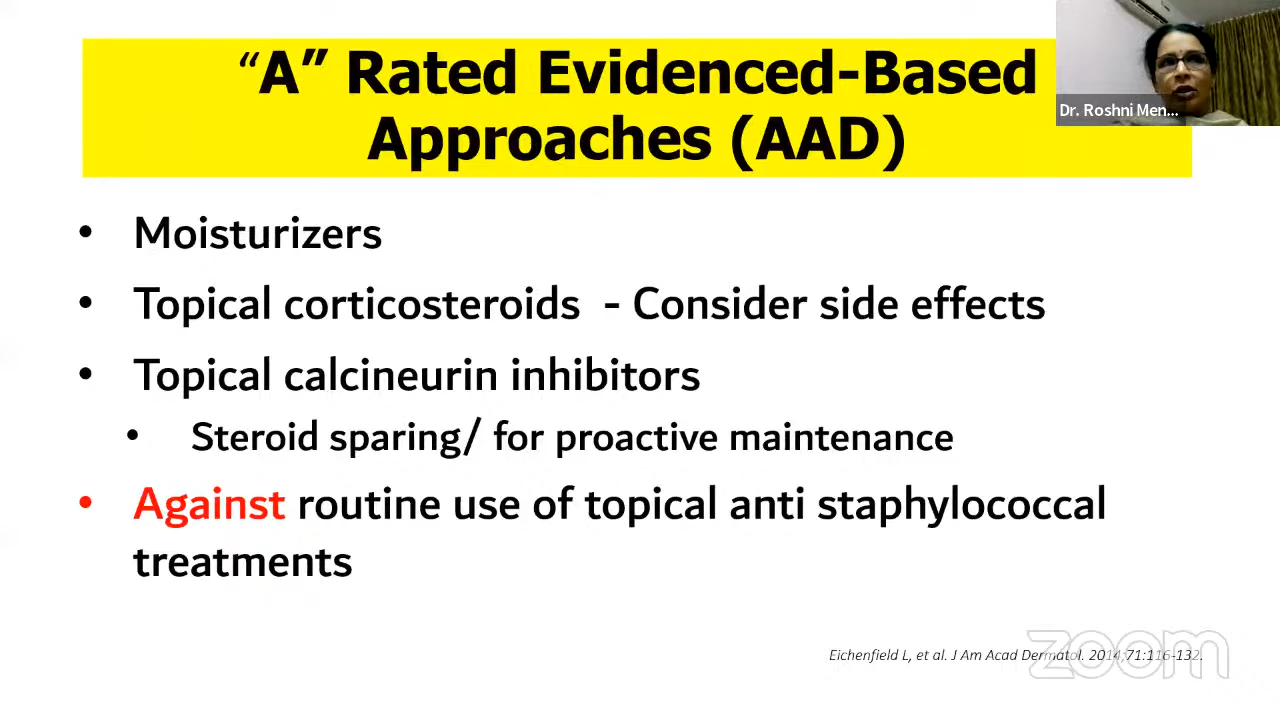 “A” Rated Evidenced-Based
Approaches (AAD)
Dr. Roshni Men...
• Moisturizers
• Topical corticosteroids - Consider side effects
• Topical calcineurin inhibitors
• Steroid sparing/ for proactive maintenance
• Against routine use of topical anti staphylococcal
treatments
Eichenfield L, et al. J Am Acad Dermatol. 2014;71:116-132.
zoom